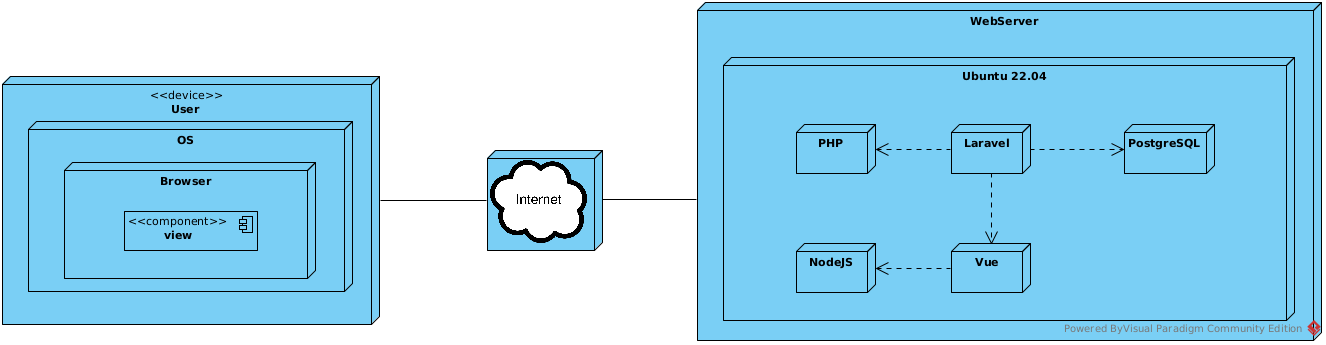 WebServer
Ubuntu 22.04
<<device>>
User
OS
Browser
<<component>>
view
Internet
PHP
Laravel
PostgreSQL
NodeJS
Vue
Powered ByVisual Paradigm Community Edition